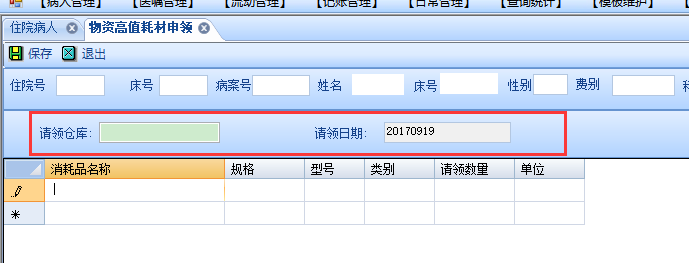 【病人管理】 【医嘱管理】 【流动管理】 【记账管理】 【日常管理】 【查询统计】 【模板维护】
住院病人 物资高值耗材申领
保存 退出
住院号 床号 病案号 姓名 床号 性别 费别
请领仓库: 请领日期: 20170919
消耗品名称 规格 型号 类别 请领数量 单位